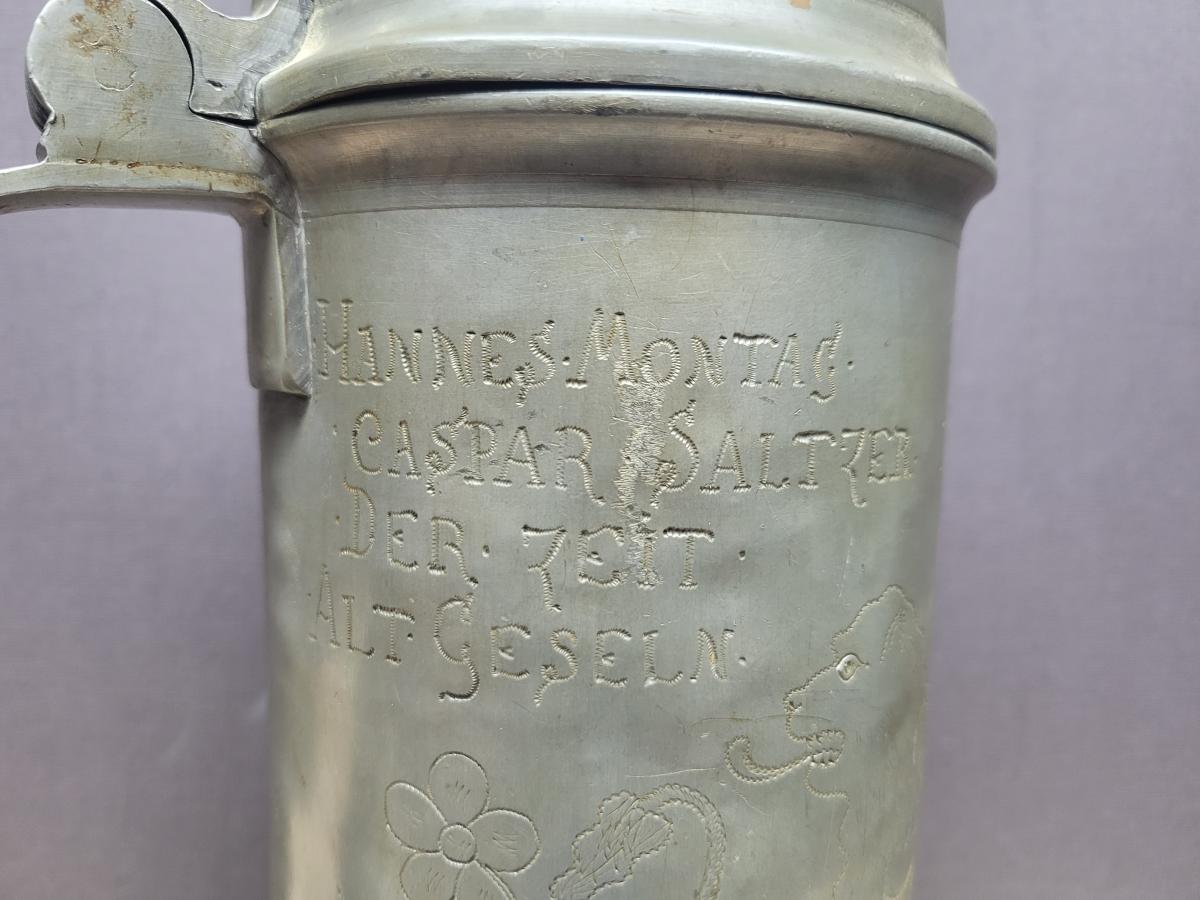 ·HANNES·MONTAG·
·CASPAR SALTZER·
·DER·ZEIT·
·ALT·GESELN·